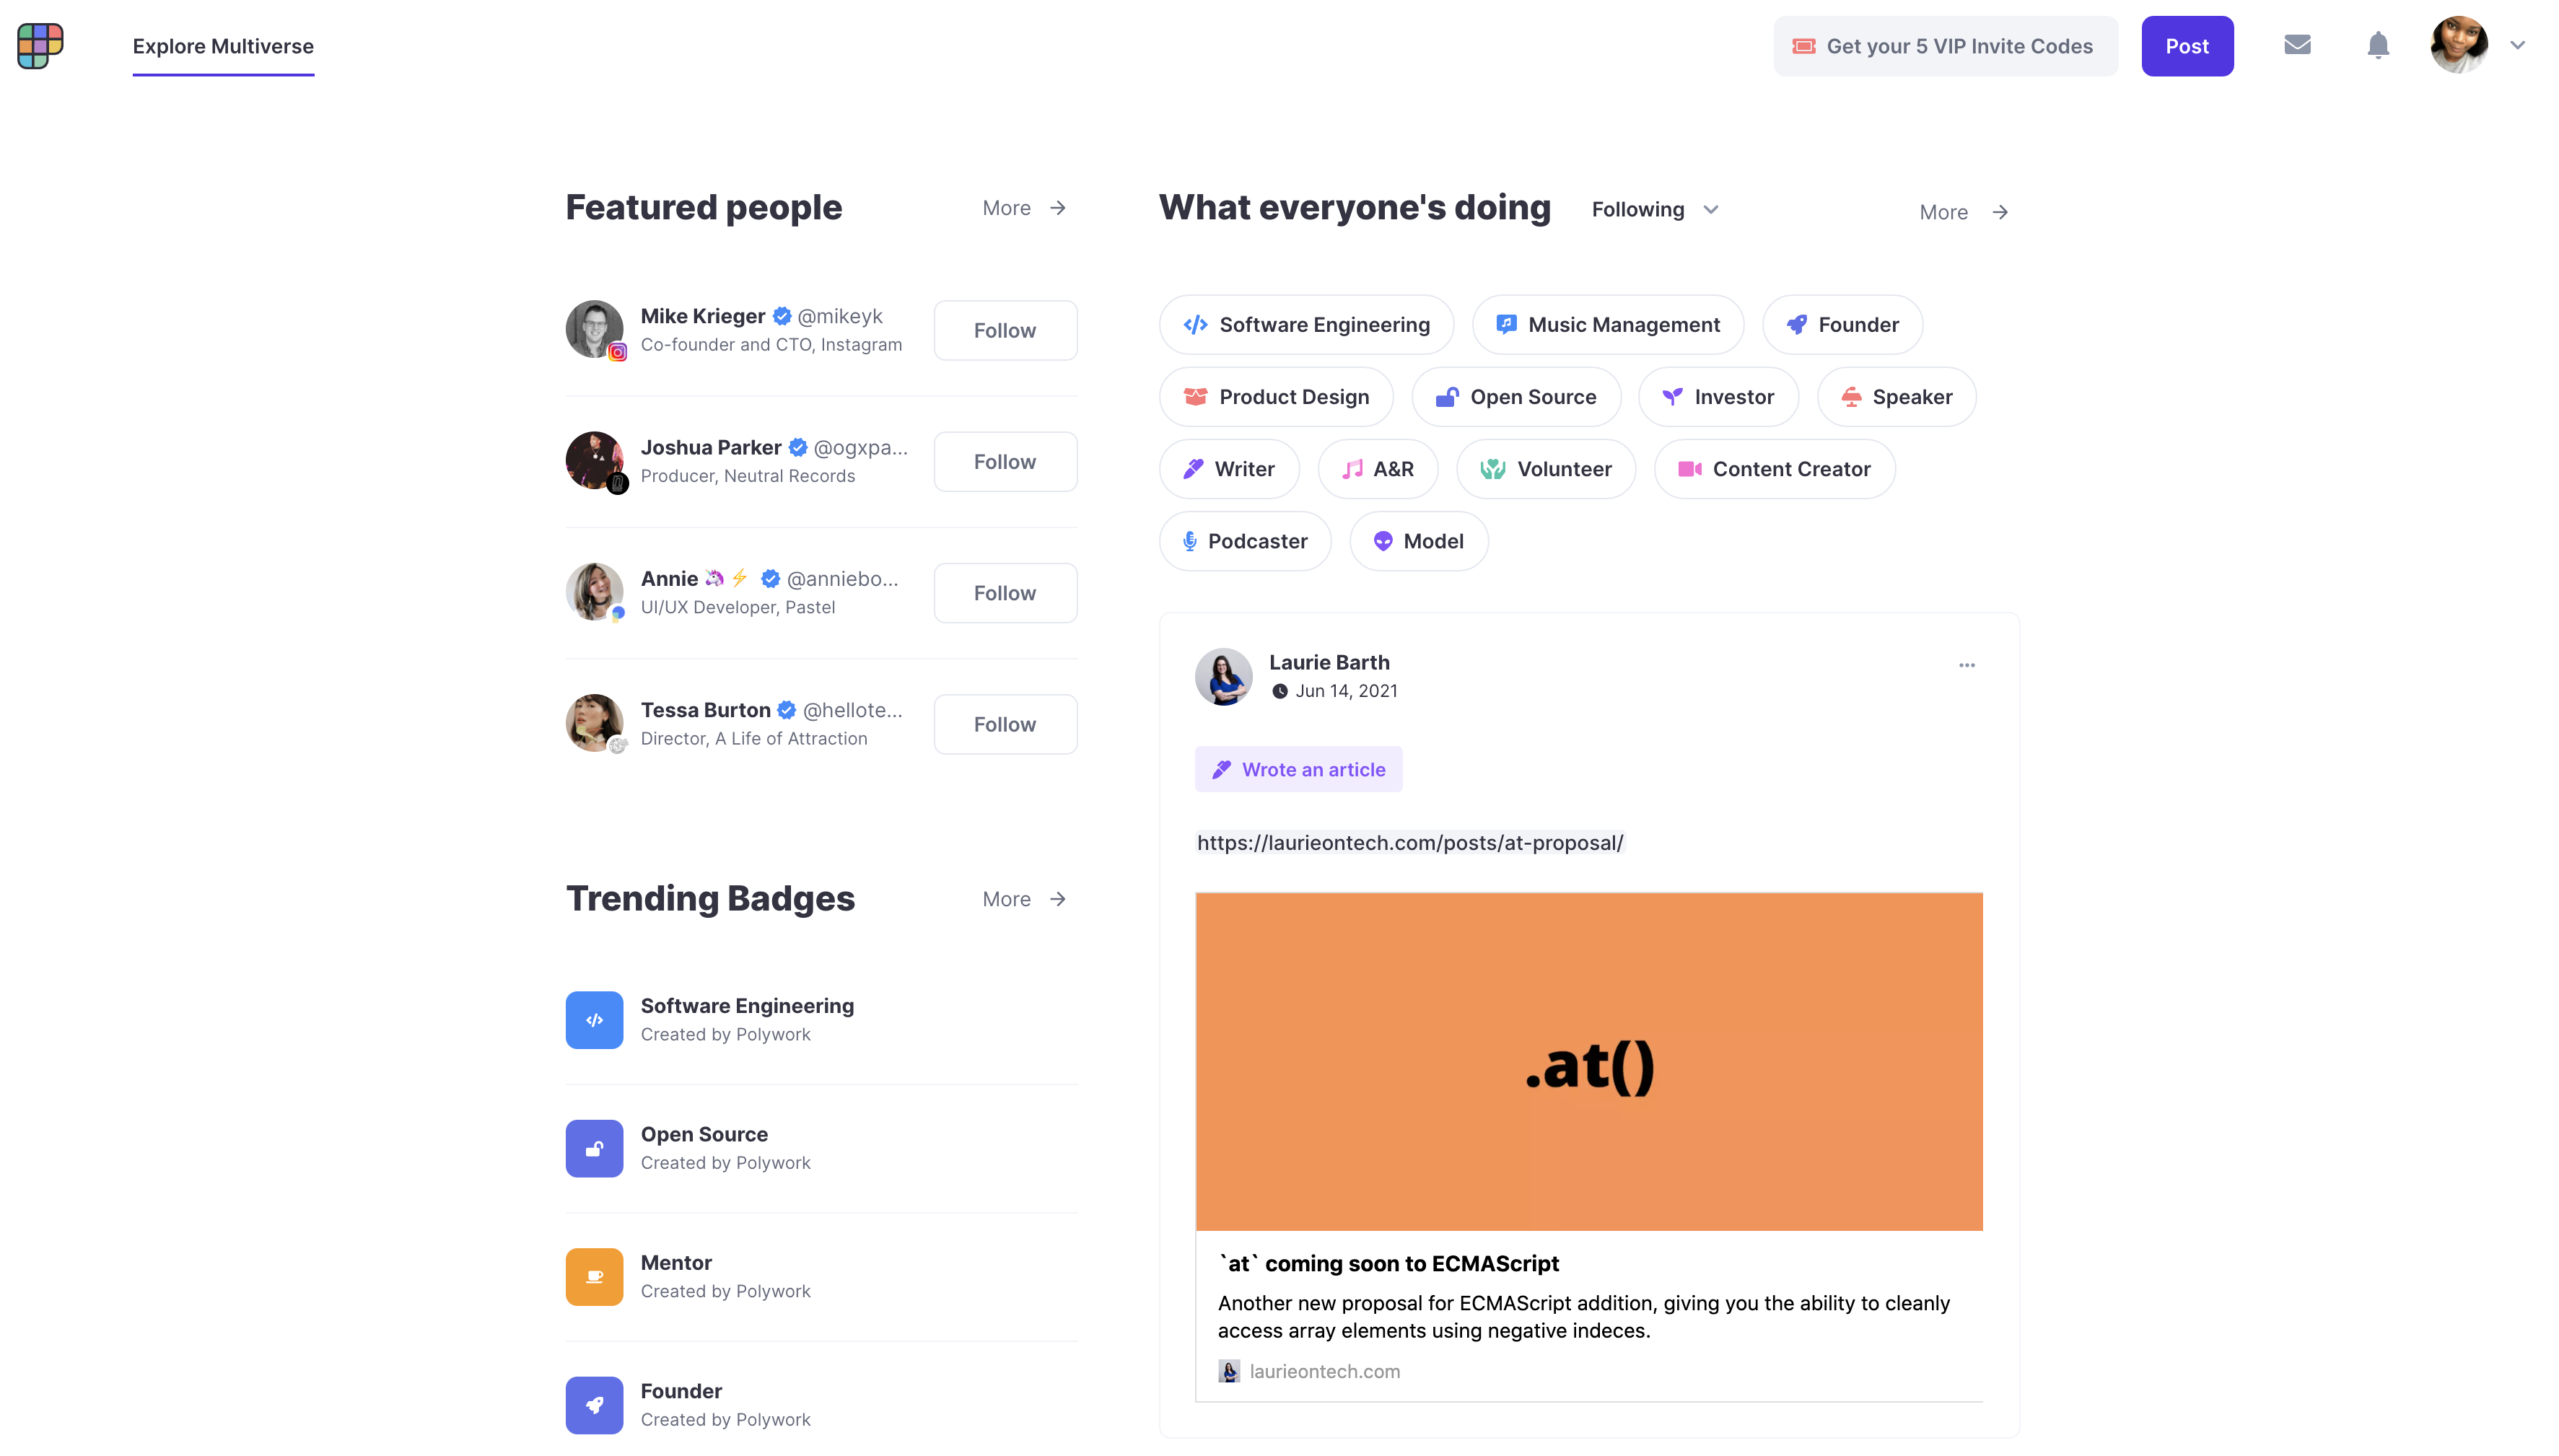 Explore Multiverse
Get your 5 VIP Invite Codes
Post
Featured people
More
Mike Krieger @mikeyk
Co-founder and CTO, Instagram
Follow
Joshua Parker @ogxpa...
Producer, Neutral Records
Follow
Annie 🦄⚡ @anniebo...
UI/UX Developer, Pastel
Follow
Tessa Burton @hellote...
Director, A Life of Attraction
Follow
Trending Badges
More
Software Engineering
Created by Polywork
Open Source
Created by Polywork
Mentor
Created by Polywork
Founder
Created by Polywork
What everyone's doing
Following
More
Software Engineering
Music Management
Founder
Product Design
Open Source
Investor
Speaker
Writer
A&R
Volunteer
Content Creator
Podcaster
Model
Laurie Barth
Jun 14, 2021
Wrote an article
https://laurieontech.com/posts/at-proposal/
.at()
`at` coming soon to ECMAScript
Another new proposal for ECMAScript addition, giving you the ability to cleanly
access array elements using negative indeces.
laurieontech.com